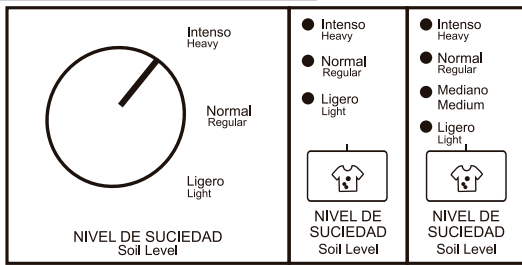 Intenso
Heavy
Normal
Regular
Ligero
Light
NIVEL DE SUCIEDAD
Soil Level
Intenso
Heavy
Normal
Regular
Ligero
Light
NIVEL DE
SUCIEDAD
Soil Level
Intenso
Heavy
Normal
Regular
Mediano
Medium
Ligero
Light
NIVEL DE
SUCIEDAD
Soil Level